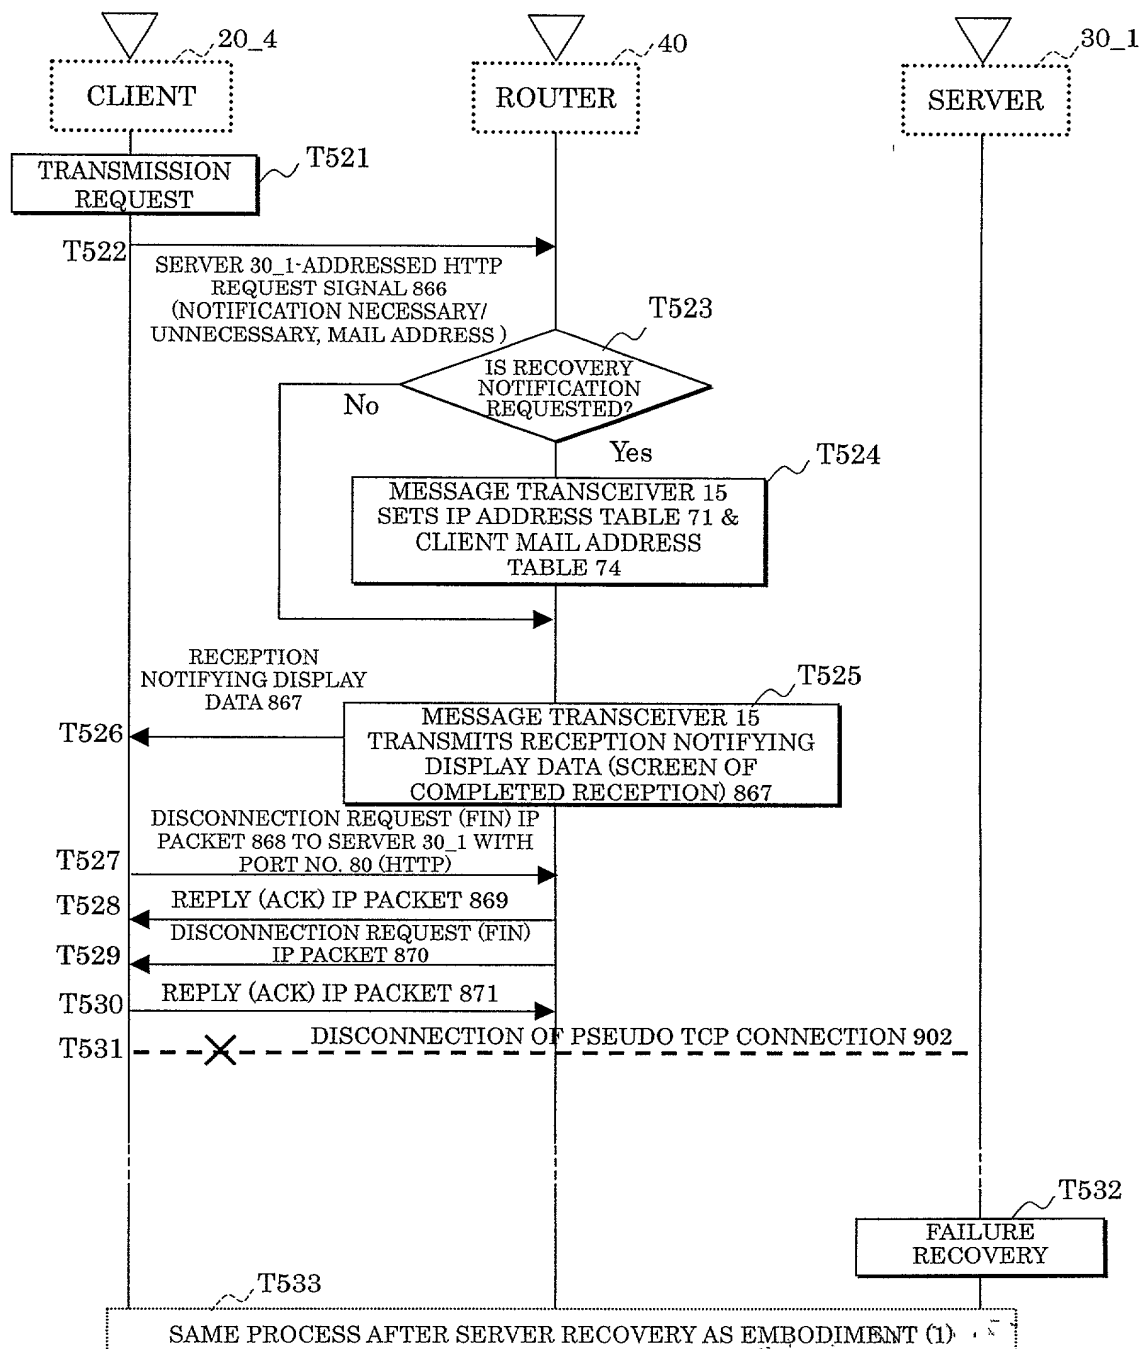 20_4
40
30_1
CLIENT
ROUTER
SERVER
TRANSMISSION
REQUEST
T521
T522
SERVER 30_1-ADDRESSED HTTP
REQUEST SIGNAL 866
(NOTIFICATION NECESSARY/
UNNECESSARY, MAIL ADDRESS )
T523
IS RECOVERY
NOTIFICATION
REQUESTED?
No
Yes
T524
MESSAGE TRANSCEIVER 15
SETS IP ADDRESS TABLE 71 &
CLIENT MAIL ADDRESS
TABLE 74
RECEPTION
NOTIFYING DISPLAY
DATA 867
T525
T526
MESSAGE TRANSCEIVER 15
TRANSMITS RECEPTION NOTIFYING
DISPLAY DATA (SCREEN OF
COMPLETED RECEPTION) 867
DISCONNECTION REQUEST (FIN) IP
PACKET 868 TO SERVER 30_1 WITH
PORT NO. 80 (HTTP)
T527
T528
REPLY (ACK) IP PACKET 869
DISCONNECTION REQUEST (FIN)
IP PACKET 870
T529
T530
REPLY (ACK) IP PACKET 871
T531
DISCONNECTION OF PSEUDO TCP CONNECTION 902
T532
FAILURE
RECOVERY
T533
SAME PROCESS AFTER SERVER RECOVERY AS EMBODIMENT (1)